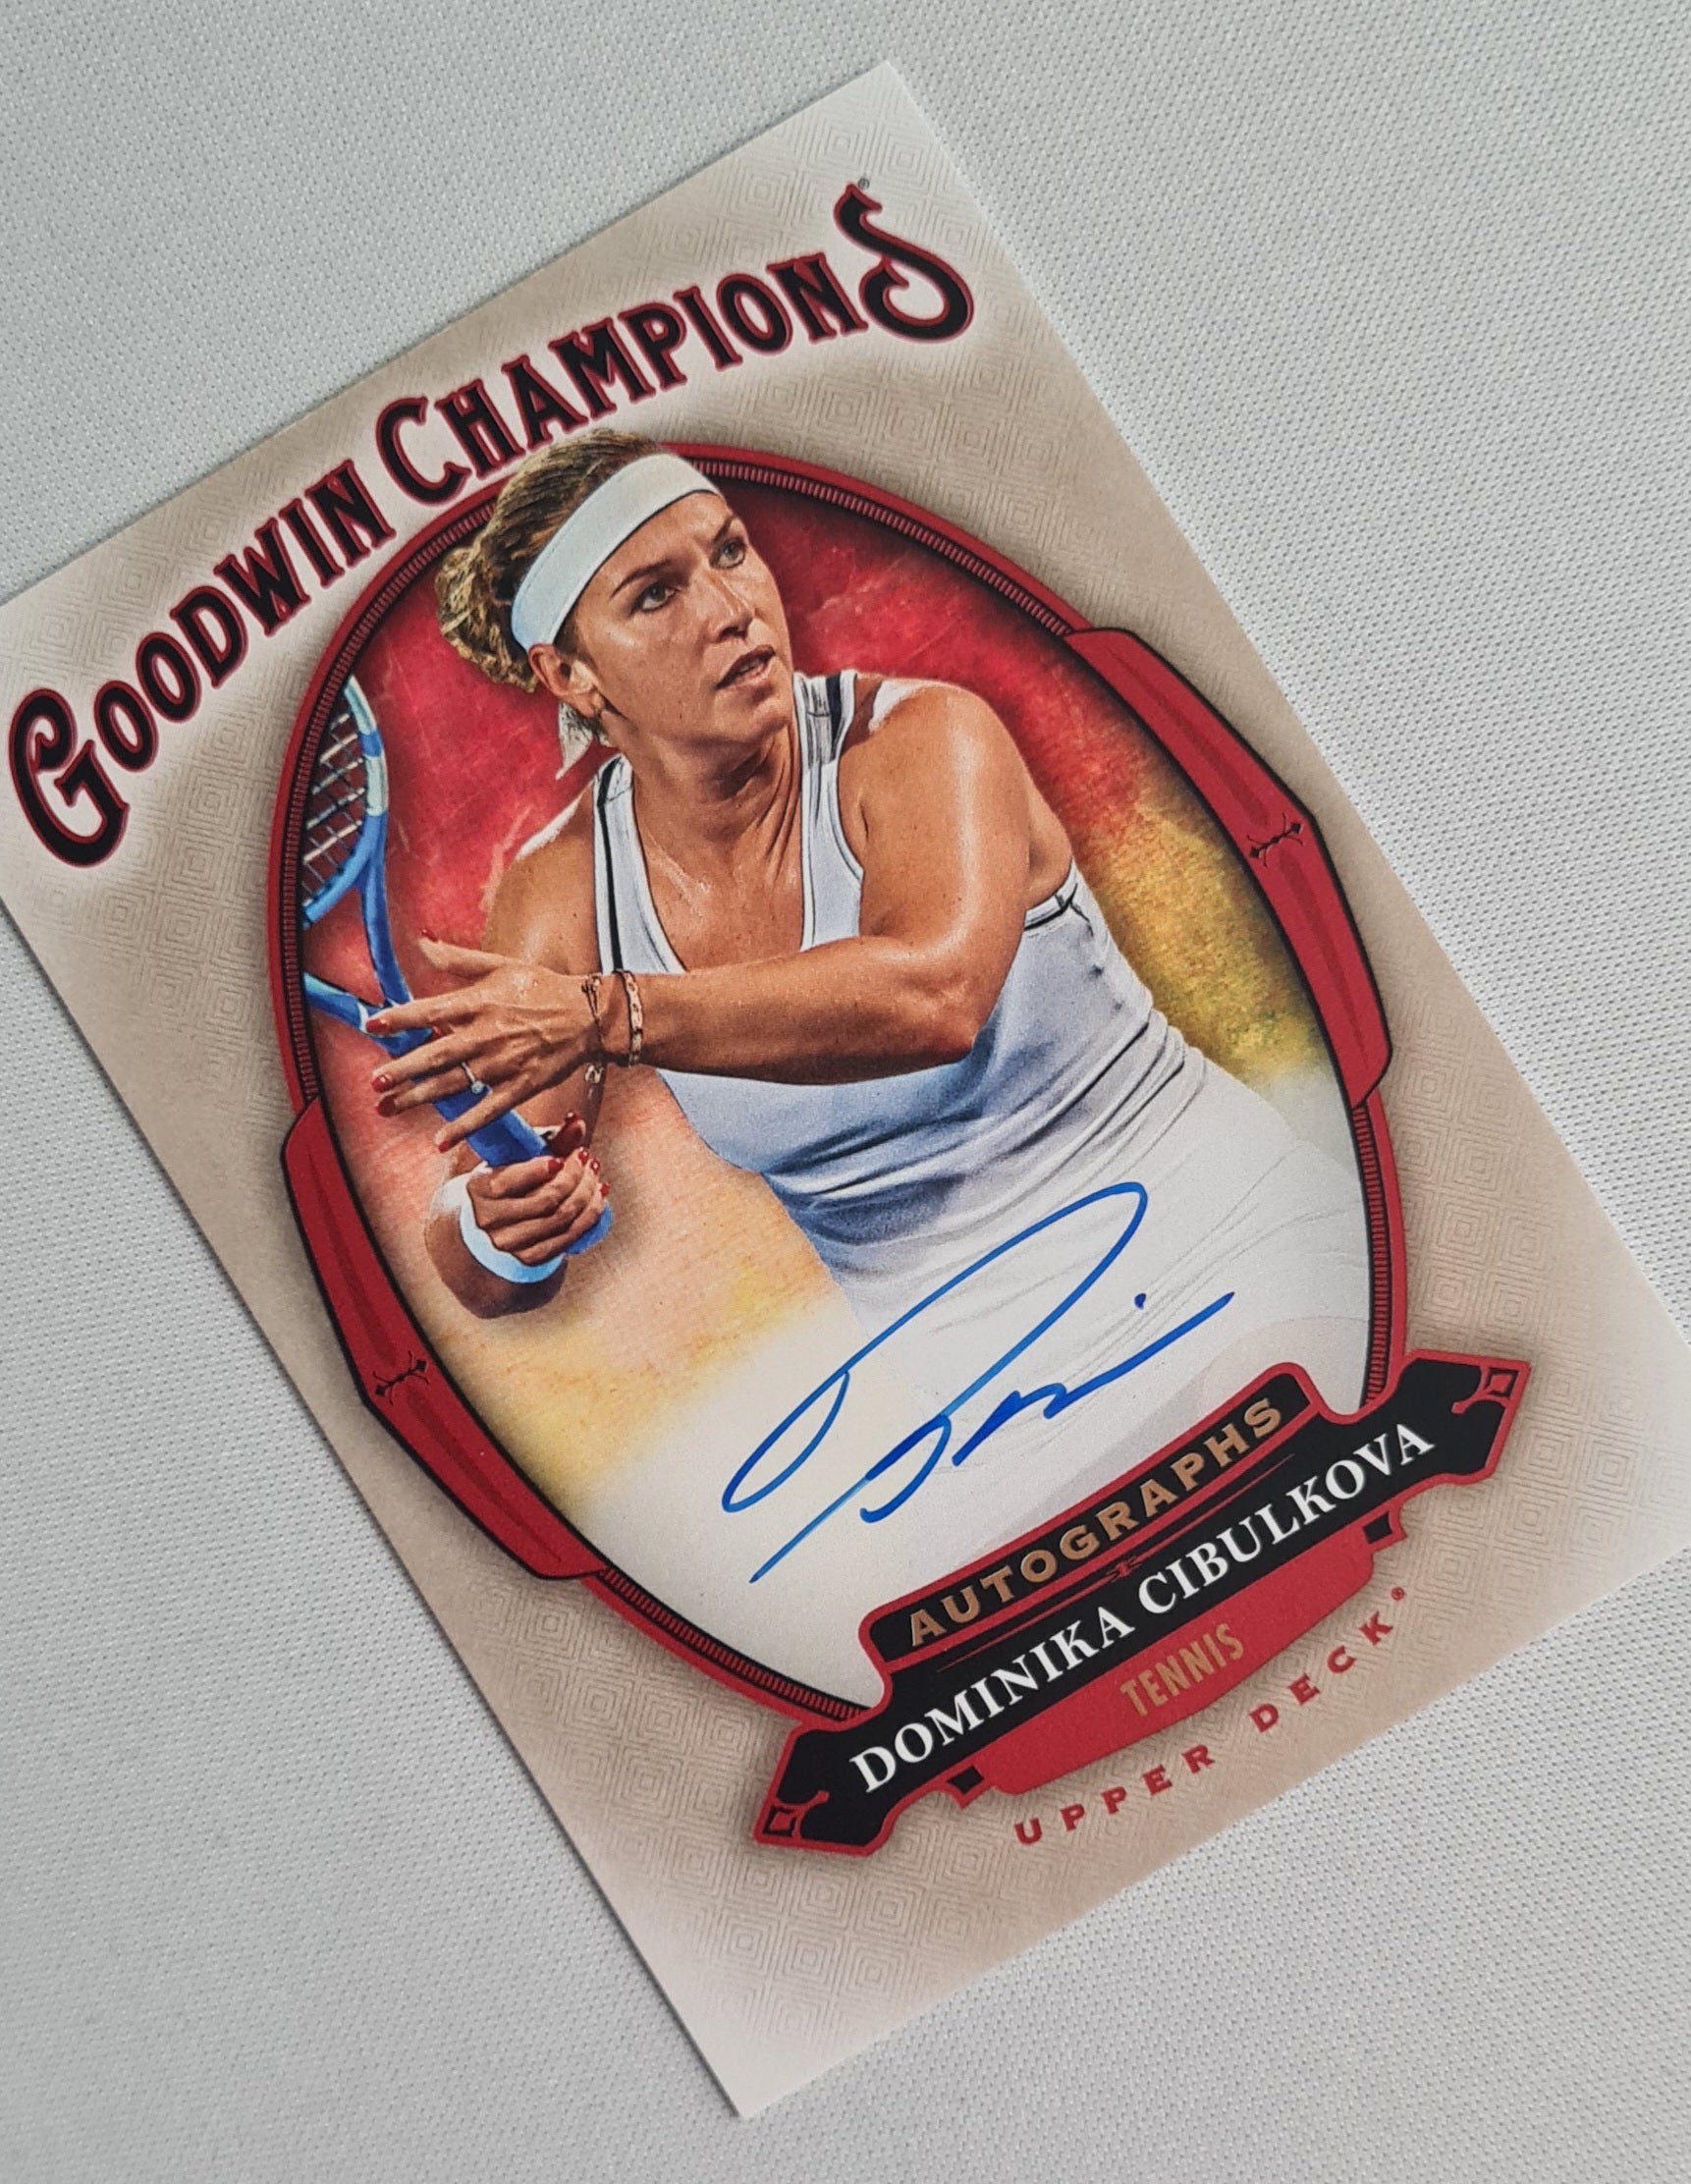 GOODWIN CHAMPIONS®
AUTOGRAPHS
DOMINIKA CIBULKOVA
TENNIS
UPPER DECK®